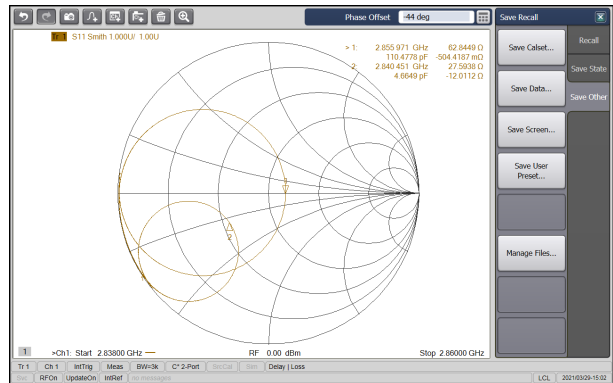 Phase Offset -44 deg
Save Recall
X
Tr 1 S11 Smith 1.000U/ 1.00U
> 1: 2.855 971 GHz 62.8449 Ω
110.4778 pF -504.4187 mΩ
2: 2.840 451 GHz 27.5938 Ω
4.6649 pF -12.0112 Ω
1
2
Save Calset...
Recall
Save Data...
Save State
Save Other
Save Screen...
Save User
Preset...
Manage Files...
1 >Ch1: Start 2.83800 GHz — RF 0.00 dBm Stop 2.86000 GHz
Tr 1 Ch 1 IntTrig Meas BW=3k C* 2-Port SrcCal Sim Delay | Loss
Svc RFOn UpdateOn IntRef no messages LCL 2021/03/29-15:02